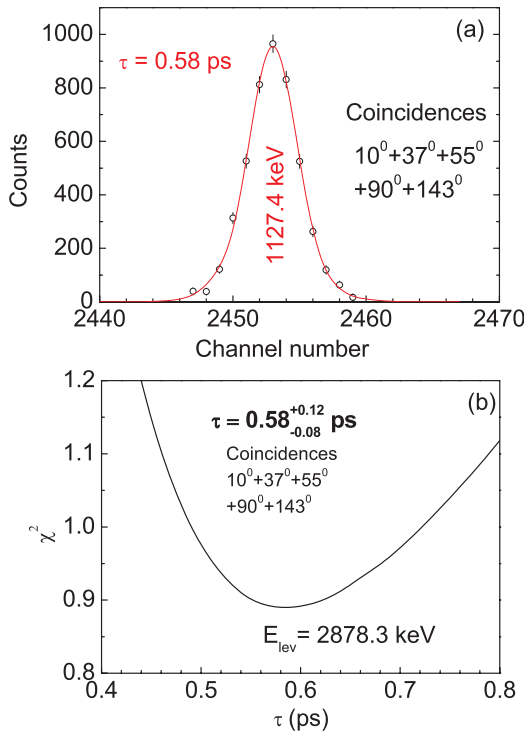 1000
800
600
400
200
0
Counts
τ = 0.58 ps
(a)
Coincidences
10⁰+37⁰+55⁰
+90⁰+143⁰
1127.4 keV
2440 2450 2460 2470
Channel number
1.2
1.1
1.0
0.9
0.8
χ²
(b)
τ = 0.58 +0.12 -0.08 ps
Coincidences
10⁰+37⁰+55⁰
+90⁰+143⁰
E_lev = 2878.3 keV
0.4 0.5 0.6 0.7 0.8
τ (ps)